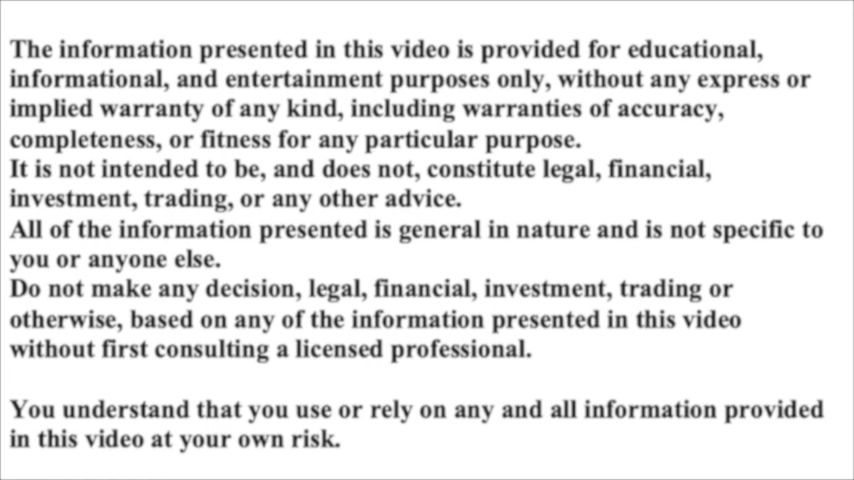 The information presented in this video is provided for educational,
informational, and entertainment purposes only, without any express or
implied warranty of any kind, including warranties of accuracy,
completeness, or fitness for any particular purpose.
It is not intended to be, and does not, constitute legal, financial,
investment, trading, or any other advice.
All of the information presented is general in nature and is not specific to
you or anyone else.
Do not make any decision, legal, financial, investment, trading or
otherwise, based on any of the information presented in this video
without first consulting a licensed professional.
You understand that you use or rely on any and all information provided
in this video at your own risk.